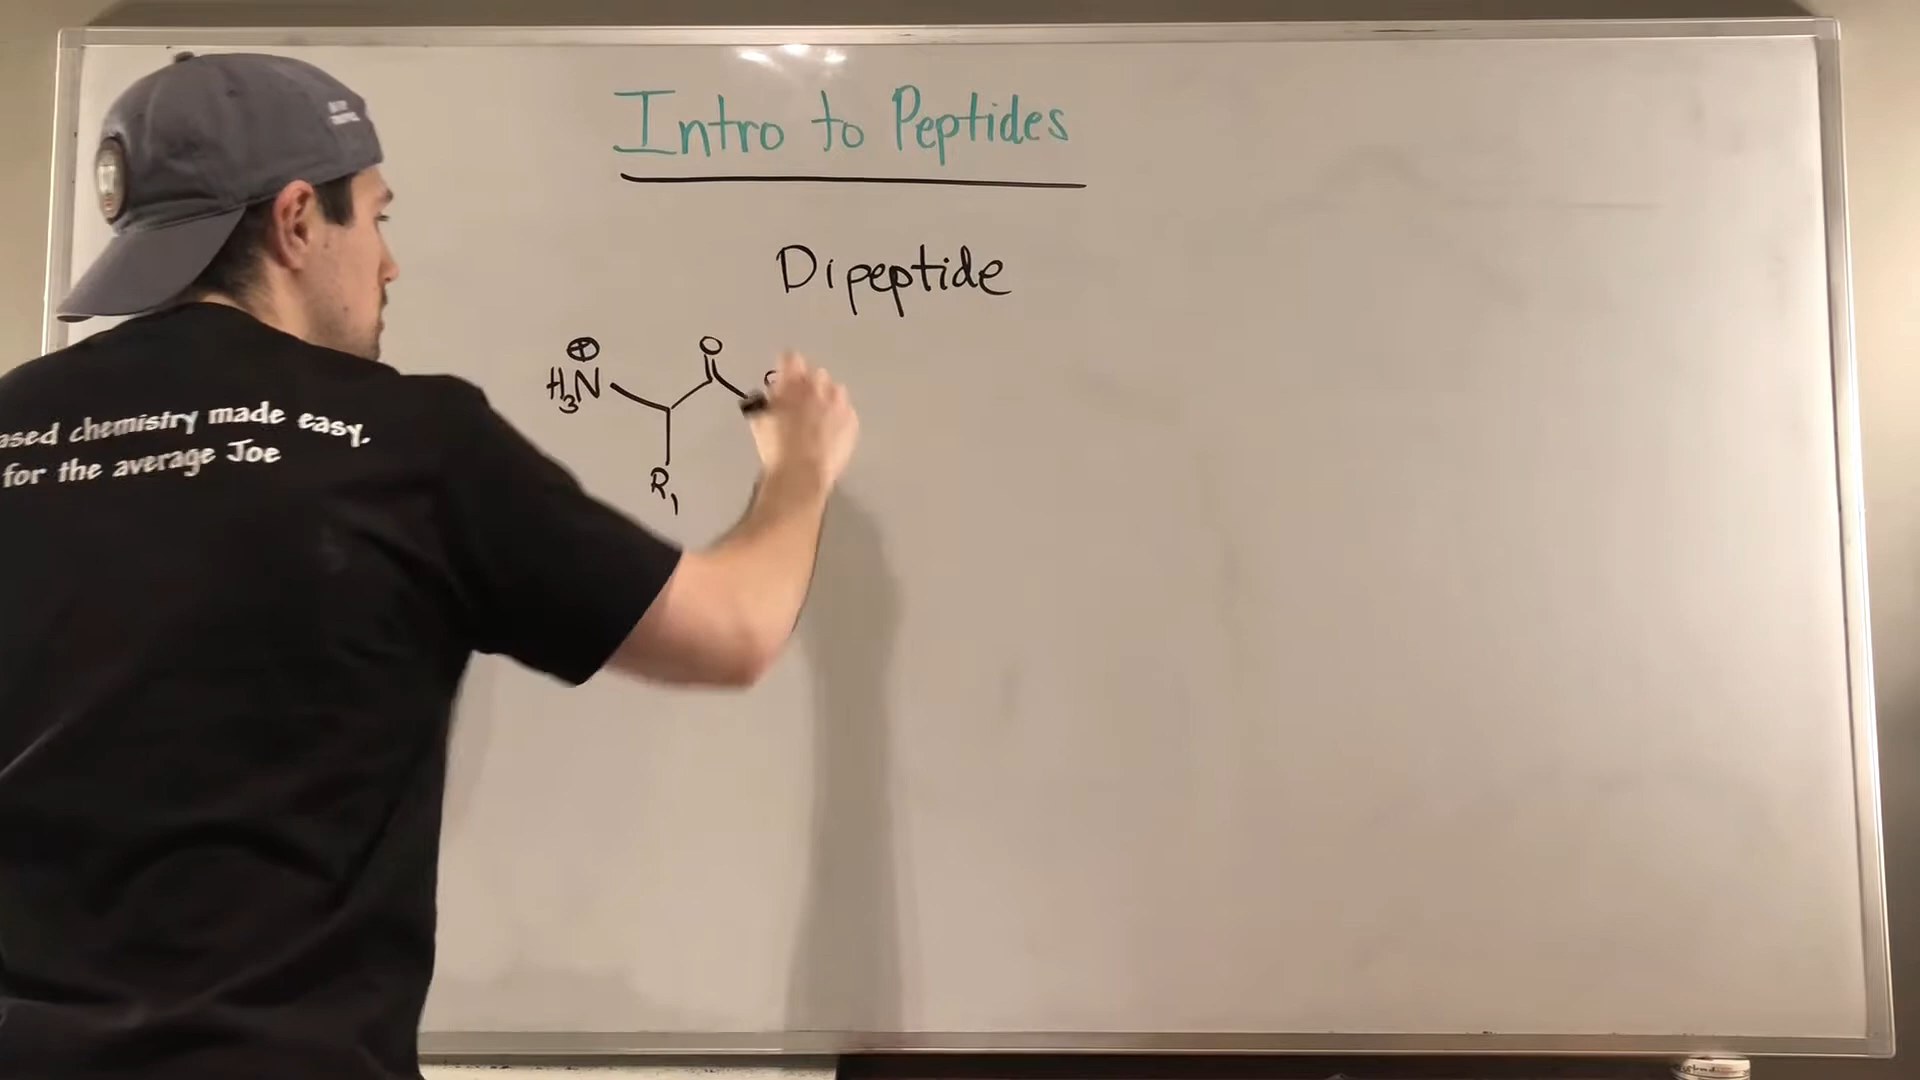 Intro to Peptides
Dipeptide
⊕
O
H₃N
R₁
ased chemistry made easy.
for the average Joe